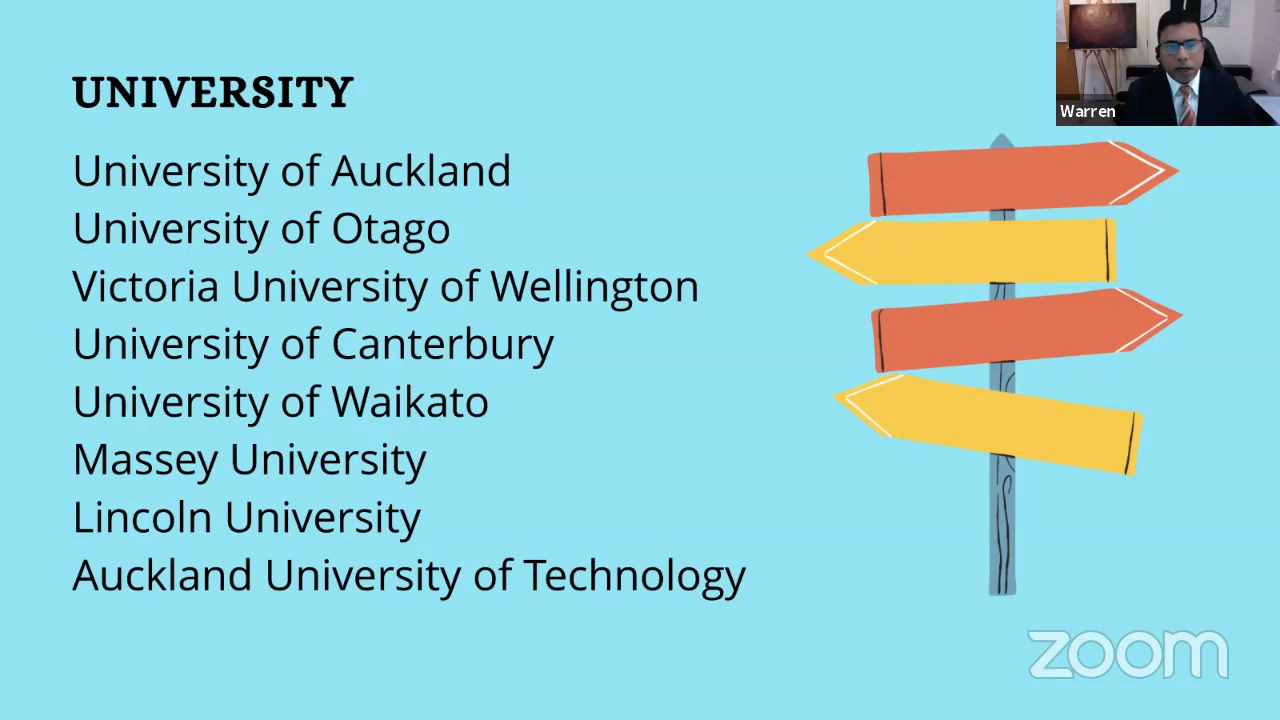 UNIVERSITY
University of Auckland
University of Otago
Victoria University of Wellington
University of Canterbury
University of Waikato
Massey University
Lincoln University
Auckland University of Technology
Warren
zoom